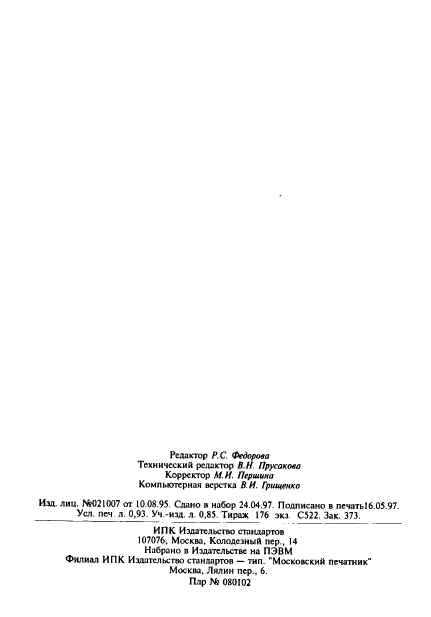 Редактор Р.С. Федорова
Технический редактор В.Н. Прусакова
Корректор М.И. Першина
Компьютерная верстка В.И. Грищенко
Изд. лиц. №021007 от 10.08.95. Сдано в набор 24.04.97. Подписано в печать16.05.97.
Усл. печ. л. 0,93. Уч.-изд. л. 0,85. Тираж 176 экз. С522. Зак. 373.
ИПК Издательство стандартов
107076, Москва, Колодезный пер., 14
Набрано в Издательстве на ПЭВМ
Филиал ИПК Издательство стандартов — тип. "Московский печатник"
Москва, Лялин пер., 6.
Плр № 080102